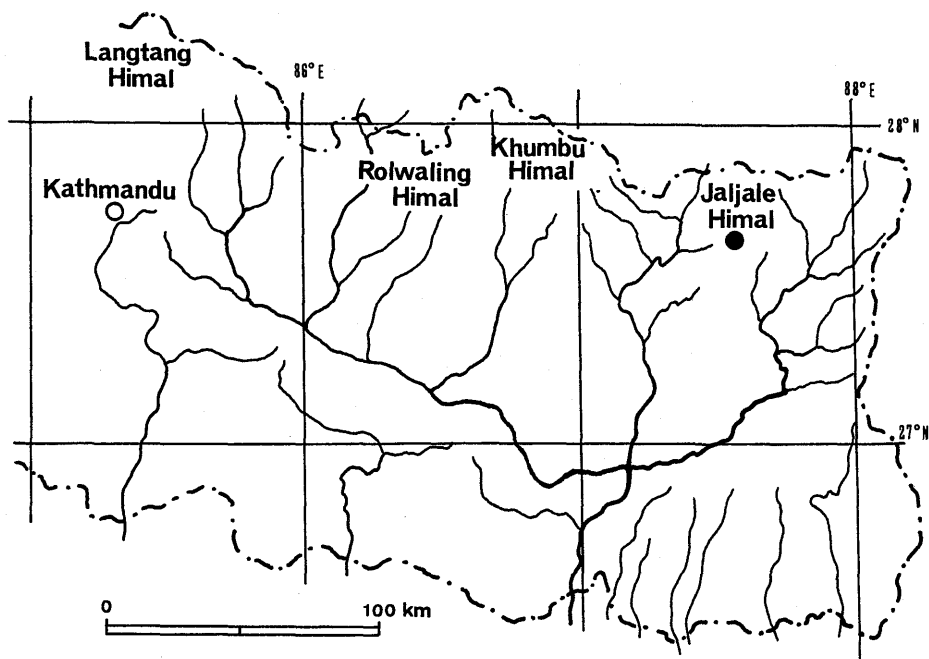 Langtang
Himal
86°E
88°E
28°N
Khumbu
Himal
Rolwaling
Himal
Kathmandu
Jaljale
Himal
27°N
0
100 km